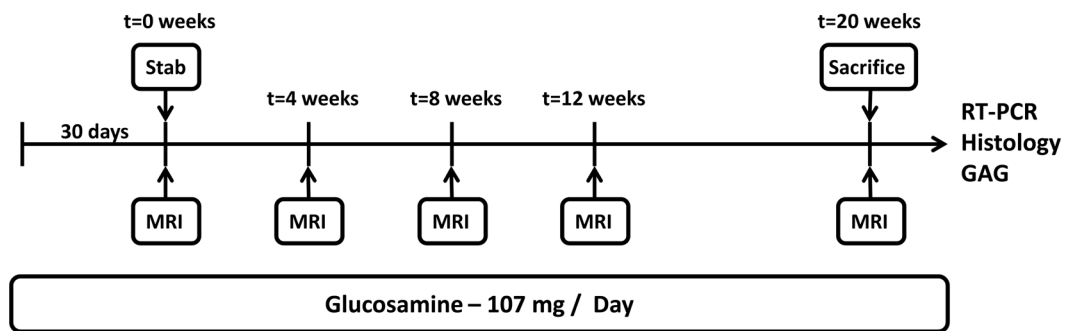 t=0 weeks
t=20 weeks
Stab
Sacrifice
t=4 weeks
t=8 weeks
t=12 weeks
30 days
RT-PCR
Histology
GAG
MRI
MRI
MRI
MRI
MRI
Glucosamine – 107 mg / Day